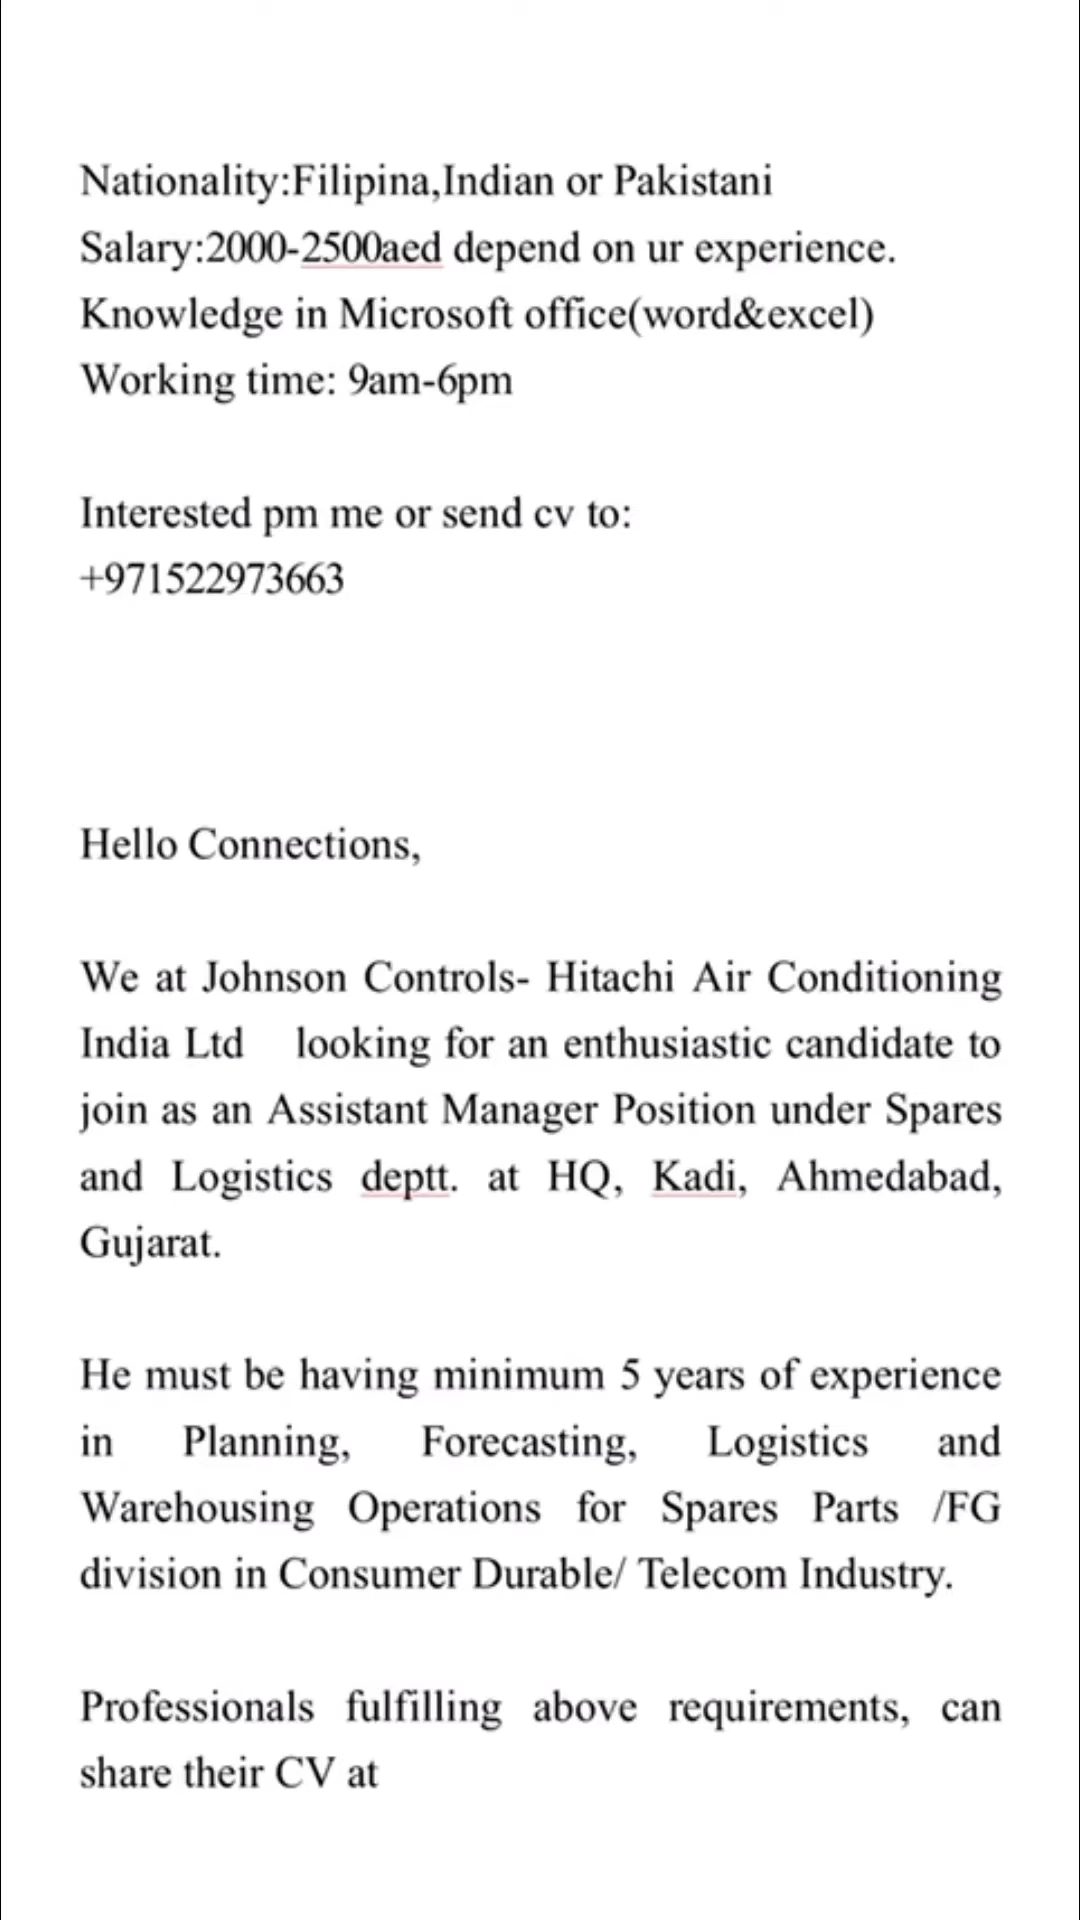 Nationality:Filipina,Indian or Pakistani
Salary:2000-2500aed depend on ur experience.
Knowledge in Microsoft office(word&excel)
Working time: 9am-6pm
Interested pm me or send cv to:
+971522973663
Hello Connections,
We at Johnson Controls- Hitachi Air Conditioning
India Ltd looking for an enthusiastic candidate to
join as an Assistant Manager Position under Spares
and Logistics deptt. at HQ, Kadi, Ahmedabad,
Gujarat.
He must be having minimum 5 years of experience
in Planning, Forecasting, Logistics and
Warehousing Operations for Spares Parts /FG
division in Consumer Durable/ Telecom Industry.
Professionals fulfilling above requirements, can
share their CV at